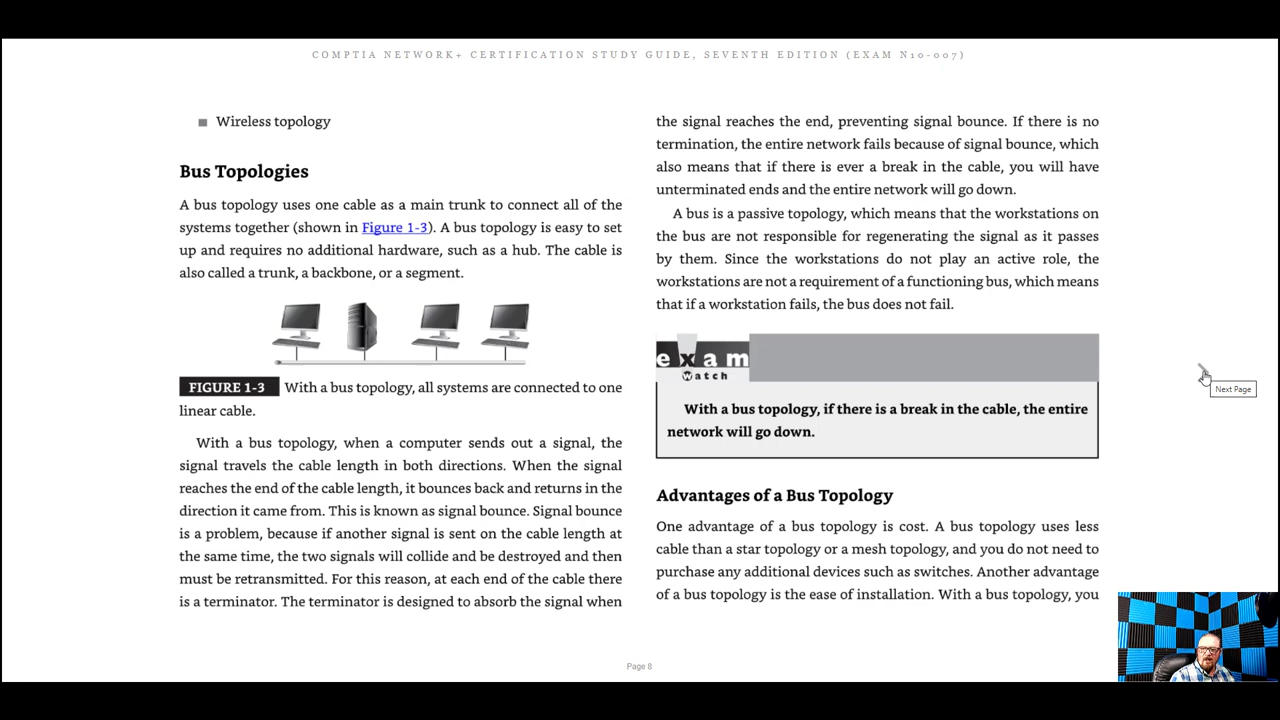 COMPTIA NETWORK+ CERTIFICATION STUDY GUIDE, SEVENTH EDITION (EXAM N10-007)
Wireless topology
Bus Topologies
A bus topology uses one cable as a main trunk to connect all of the
systems together (shown in Figure 1-3). A bus topology is easy to set
up and requires no additional hardware, such as a hub. The cable is
also called a trunk, a backbone, or a segment.
FIGURE 1-3 With a bus topology, all systems are connected to one
linear cable.
With a bus topology, when a computer sends out a signal, the
signal travels the cable length in both directions. When the signal
reaches the end of the cable length, it bounces back and returns in the
direction it came from. This is known as signal bounce. Signal bounce
is a problem, because if another signal is sent on the cable length at
the same time, the two signals will collide and be destroyed and then
must be retransmitted. For this reason, at each end of the cable there
is a terminator. The terminator is designed to absorb the signal when
the signal reaches the end, preventing signal bounce. If there is no
termination, the entire network fails because of signal bounce, which
also means that if there is ever a break in the cable, you will have
unterminated ends and the entire network will go down.
A bus is a passive topology, which means that the workstations on
the bus are not responsible for regenerating the signal as it passes
by them. Since the workstations do not play an active role, the
workstations are not a requirement of a functioning bus, which means
that if a workstation fails, the bus does not fail.
exam
watch
With a bus topology, if there is a break in the cable, the entire
network will go down.
Advantages of a Bus Topology
One advantage of a bus topology is cost. A bus topology uses less
cable than a star topology or a mesh topology, and you do not need to
purchase any additional devices such as switches. Another advantage
of a bus topology is the ease of installation. With a bus topology, you
Next Page
Page 8